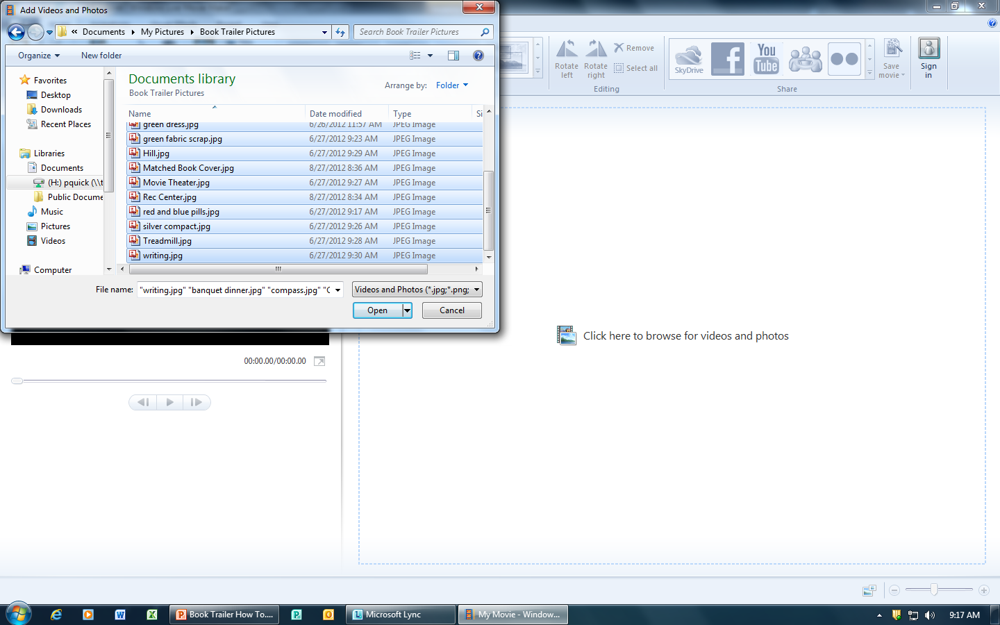 Add Videos and Photos
« Documents My Pictures Book Trailer Pictures
Search Book Trailer Pictures
Organize New folder
Favorites
Desktop
Downloads
Recent Places
Libraries
Documents
(H:) pquick (\\t
Public Docume
Music
Pictures
Videos
Computer
Documents library
Book Trailer Pictures
Arrange by: Folder
Name Date modified Type Si
green dress.jpg 6/26/2012 11:57 AM JPEG Image
green fabric scrap.jpg 6/27/2012 9:23 AM JPEG Image
Hill.jpg 6/27/2012 9:29 AM JPEG Image
Matched Book Cover.jpg 8/27/2012 8:36 AM JPEG Image
Movie Theater.jpg 6/27/2012 9:27 AM JPEG Image
Rec Center.jpg 8/27/2012 8:34 AM JPEG Image
red and blue pills.jpg 6/27/2012 9:17 AM JPEG Image
silver compact.jpg 6/27/2012 9:26 AM JPEG Image
Treadmill.jpg 6/27/2012 9:28 AM JPEG Image
writing.jpg 6/27/2012 9:30 AM JPEG Image
File name: "writing.jpg" "banquet dinner.jpg" "compass.jpg" "C
Videos and Photos (*.jpg;*.png;
Open Cancel
Rotate left
Rotate right
Remove
Select all
Editing
SkyDrive
You Tube
Share
Save movie
Sign in
Click here to browse for videos and photos
00:00.00/00:00.00
Book Trailer How To....
Microsoft Lync
My Movie - Window...
9:17 AM